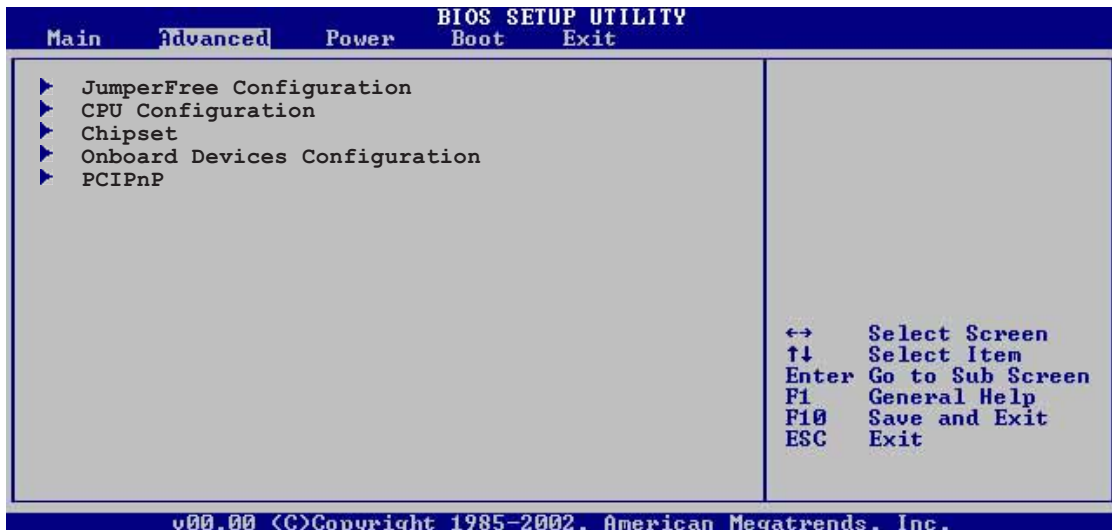 BIOS SETUP UTILITY
Main Advanced Power Boot Exit
JumperFree Configuration
CPU Configuration
Chipset
Onboard Devices Configuration
PCIPnP
←→ Select Screen
↑↓ Select Item
Enter Go to Sub Screen
F1 General Help
F10 Save and Exit
ESC Exit
v00.00 (C)Copyright 1985-2002, American Megatrends, Inc.